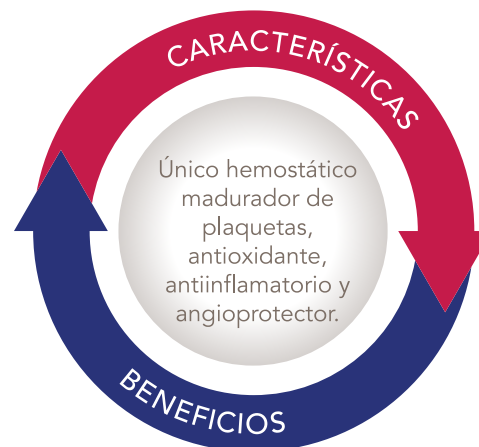 CARACTERÍSTICAS
Único hemostático
madurador de
plaquetas,
antioxidante,
antiinflamatorio y
angioprotector.
BENEFICIOS